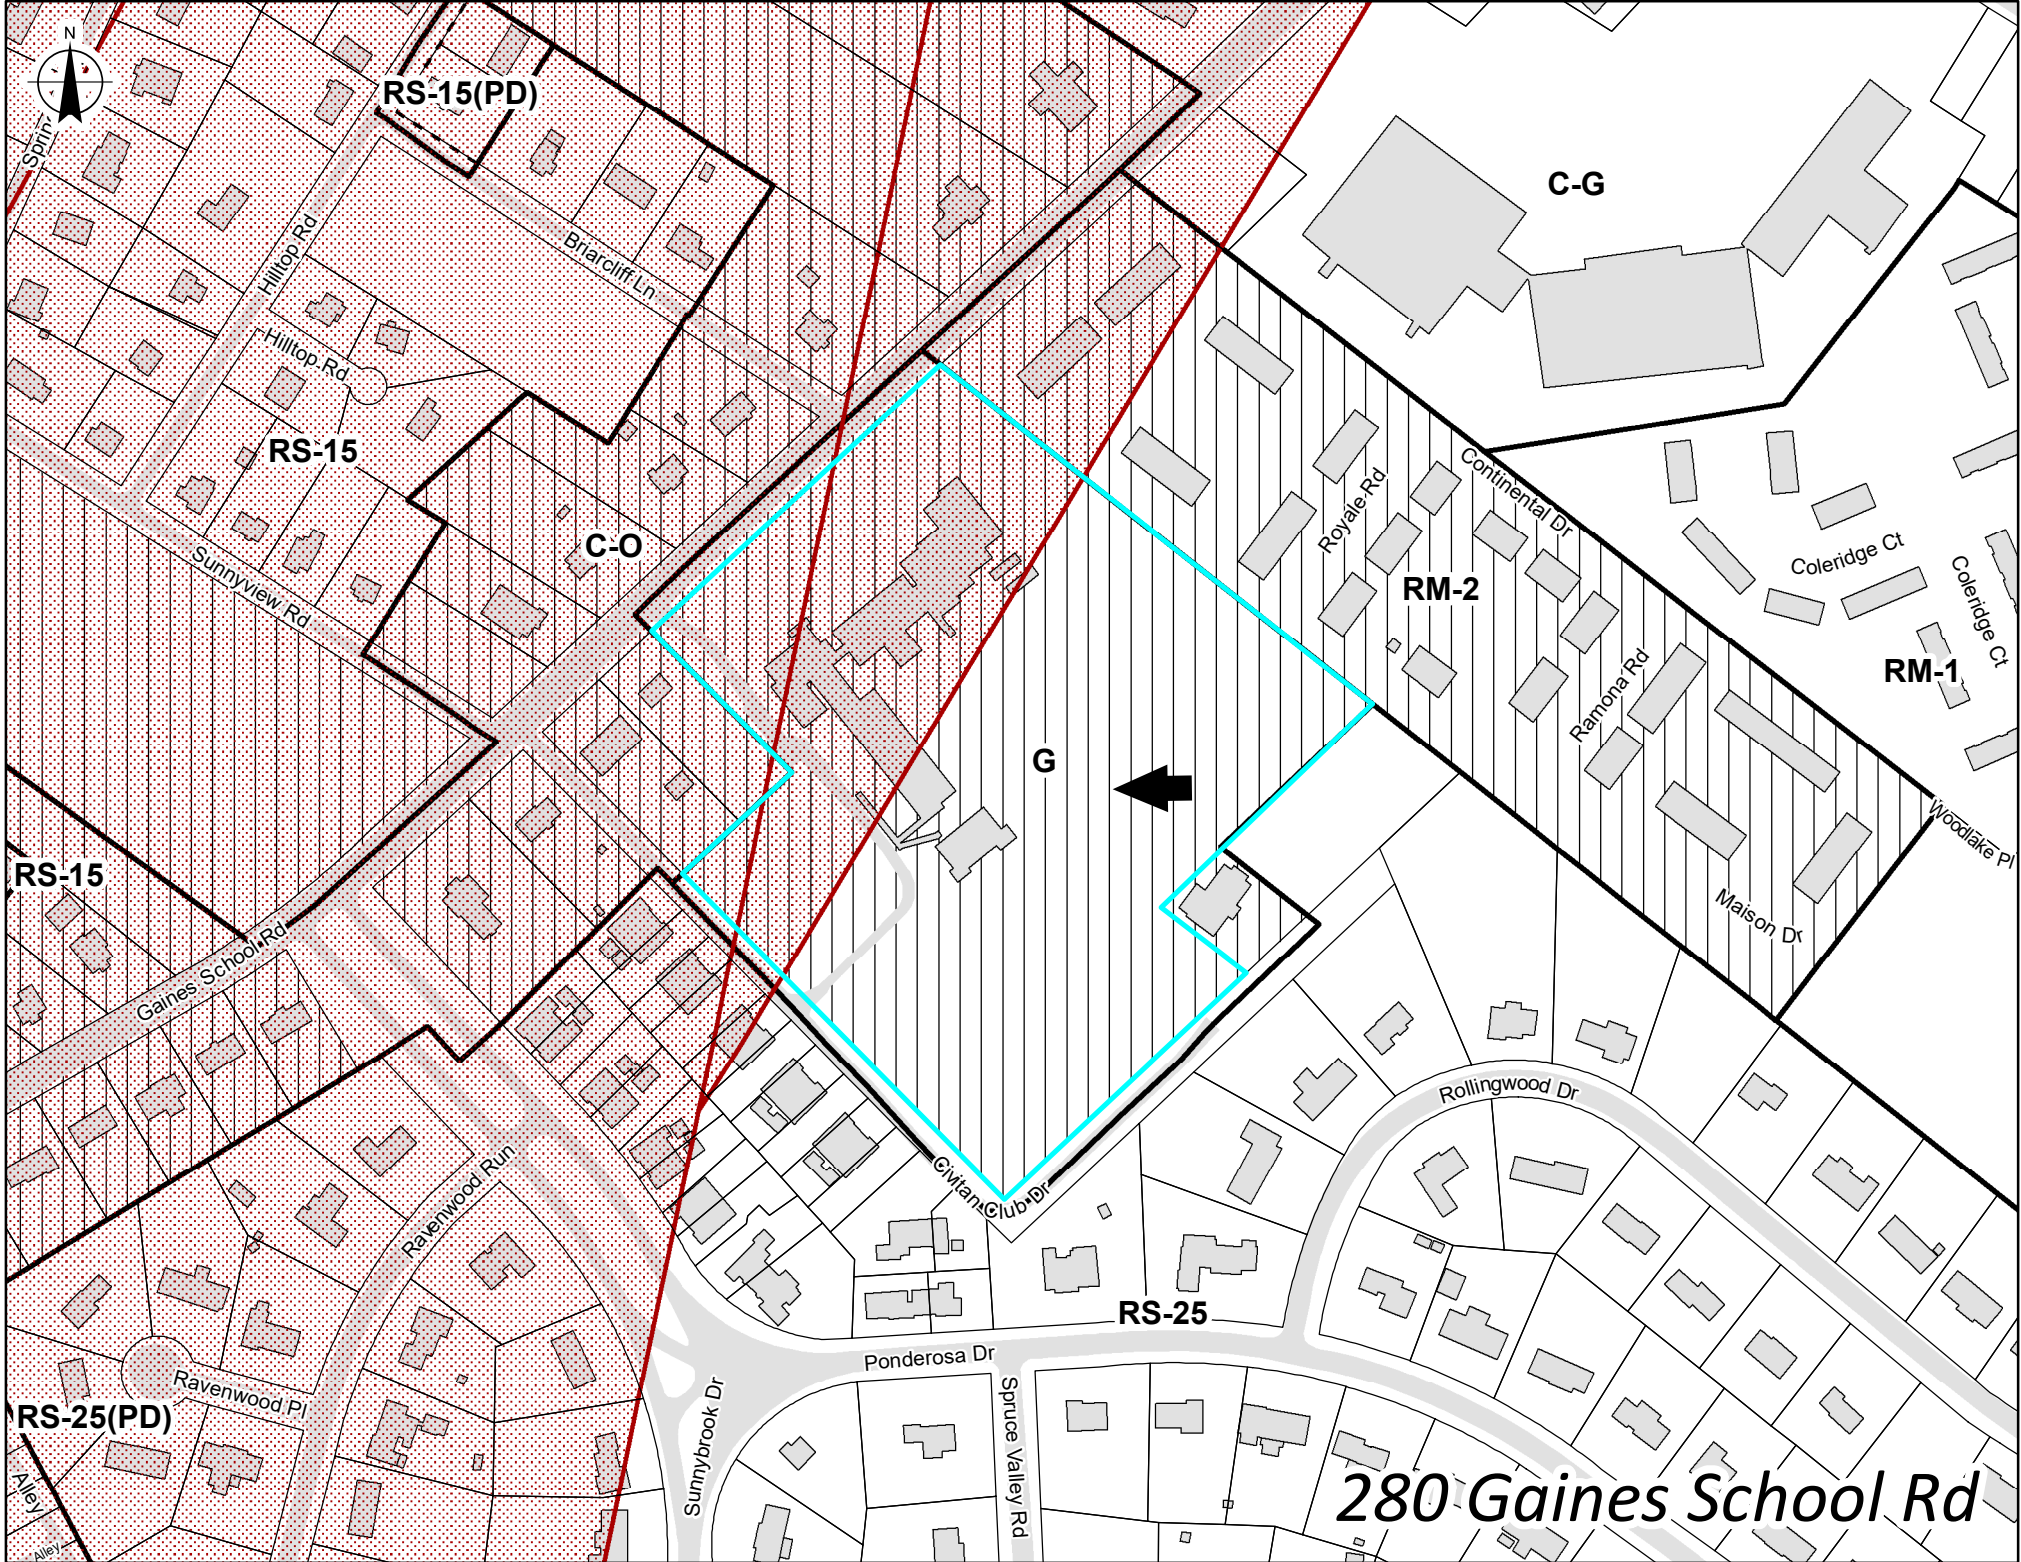 N
RS-15(PD)
Hilltop Rd
Briarcliff Ln
C-G
Hilltop Rd
RS-15
C-O
Sunnyview Rd
Royale Rd
Continental Dr
RM-2
Coleridge Ct
Coleridge Ct
RM-1
Ramona Rd
G
Woodlake Pl
Maison Dr
RS-15
Gaines School Rd
Ravenwood Run
Civitan Club Dr
Rollingwood Dr
RS-25
Ponderosa Dr
Ravenwood Pl
RS-25(PD)
Sunnybrook Dr
Spruce Valley Rd
Alley
Alley
280 Gaines School Rd